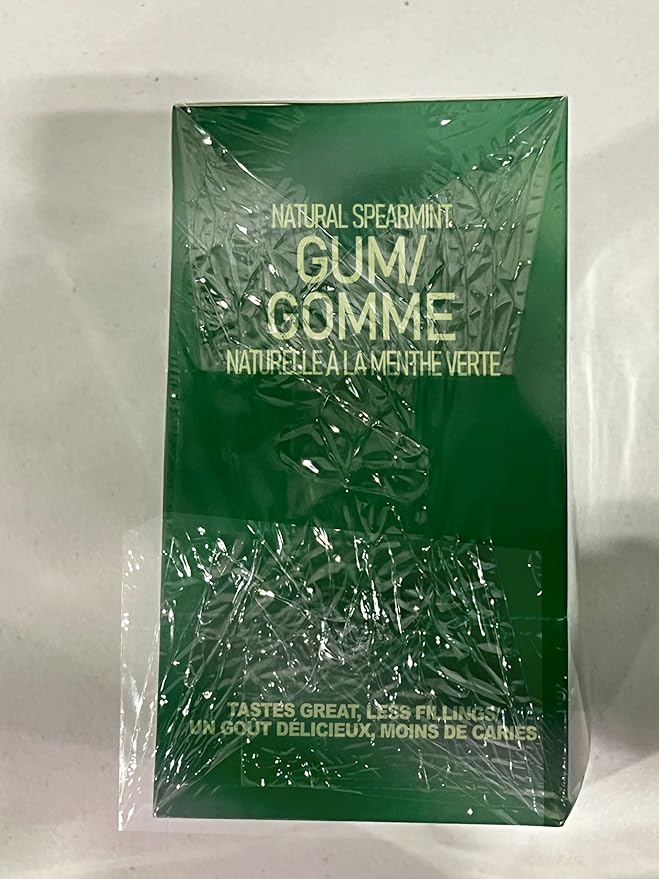 NATURAL SPEARMINT
GUM/
GOMME
NATURELLE À LA MENTHE VERTE
TASTES GREAT, LESS FILLINGS
UN GOÛT DÉLICIEUX, MOINS DE CARIES